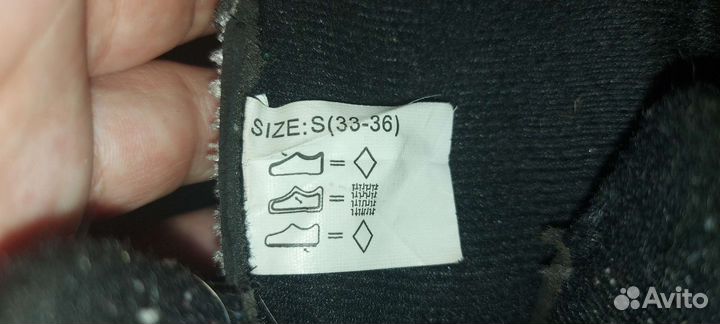 SIZE:S(33-36)
=
=
=
Avito